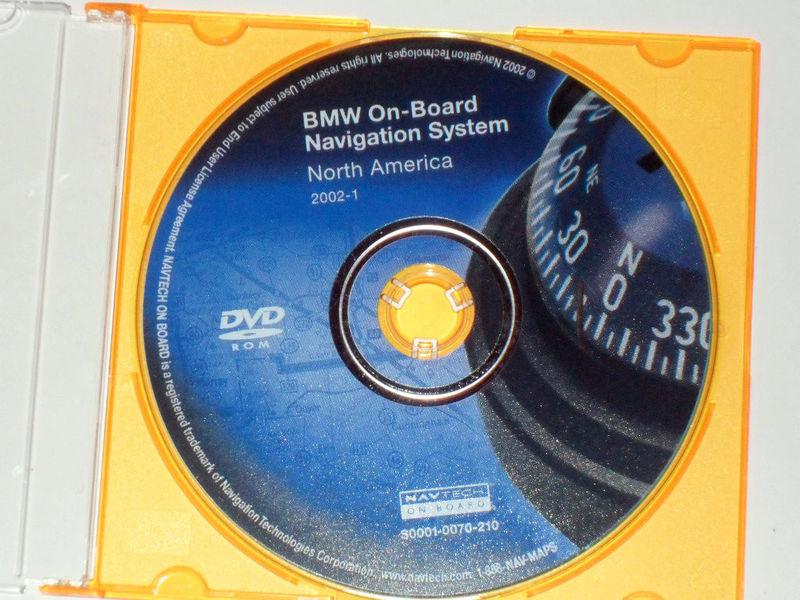 BMW On-Board
Navigation System
North America
2002-1
DVD
ROM
60
NE
30
N
0
330
NAVTECH
ON BOARD
S0001-0070-210
© 2002 Navigation Technologies. All rights reserved. User subject to End User License Agreement. NAVTECH ON BOARD is a registered trademark of Navigation Technologies Corporation. www.navtech.com 1-888-NAV-MAPS